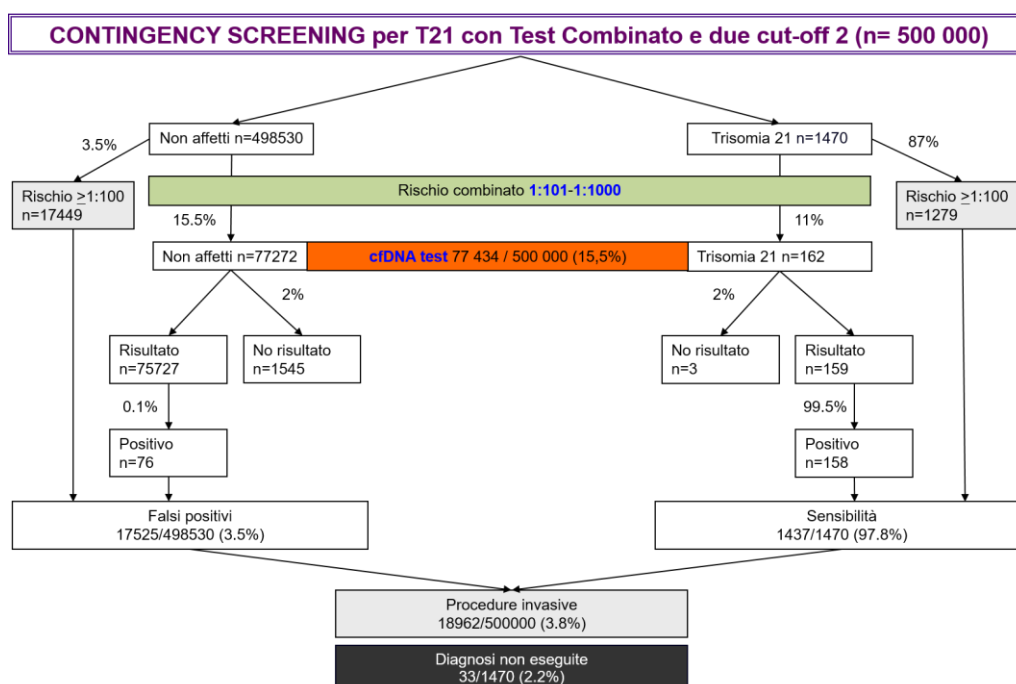 CONTINGENCY SCREENING per T21 con Test Combinato e due cut-off 2 (n= 500 000)
3.5%
Non affetti n=498530
Trisomia 21 n=1470
87%
Rischio ≥1:100
n=17449
Rischio combinato 1:101-1:1000
Rischio ≥1:100
n=1279
15.5%
11%
Non affetti n=77272
cfDNA test 77 434 / 500 000 (15,5%)
Trisomia 21 n=162
2%
2%
Risultato
n=75727
No risultato
n=1545
No risultato
n=3
Risultato
n=159
0.1%
99.5%
Positivo
n=76
Positivo
n=158
Falsi positivi
17525/498530 (3.5%)
Sensibilità
1437/1470 (97.8%)
Procedure invasive
18962/500000 (3.8%)
Diagnosi non eseguite
33/1470 (2.2%)